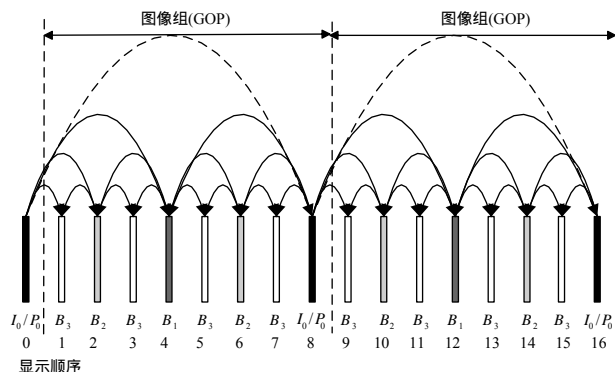 图像组(GOP) 图像组(GOP)
I₀/P₀ B₃ B₂ B₃ B₁ B₃ B₂ B₃ I₀/P₀ B₃ B₂ B₃ B₁ B₃ B₂ B₃ I₀/P₀
0 1 2 3 4 5 6 7 8 9 10 11 12 13 14 15 16
显示顺序